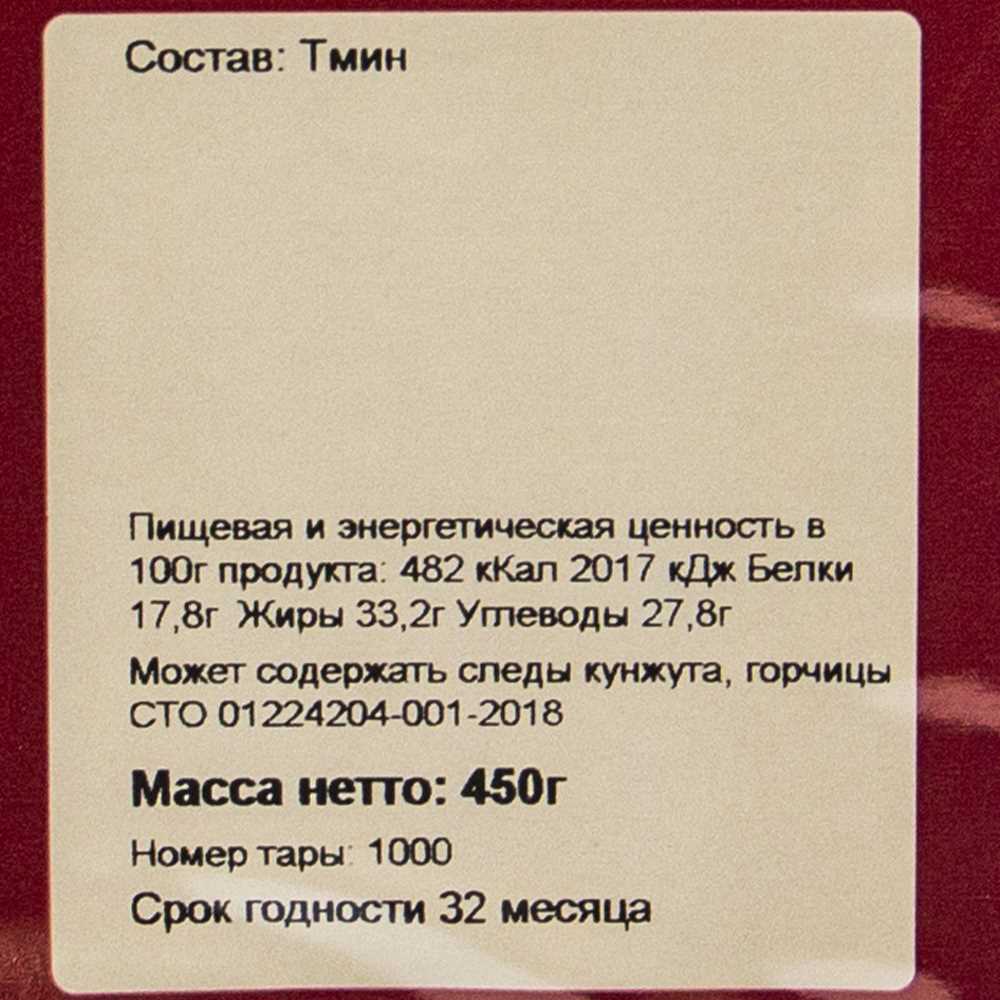 Состав: Тмин
Пищевая и энергетическая ценность в
100г продукта: 482 кКал 2017 кДж Белки
17,8г Жиры 33,2г Углеводы 27,8г
Может содержать следы кунжута, горчицы
СТО 01224204-001-2018
Масса нетто: 450г
Номер тары: 1000
Срок годности 32 месяца